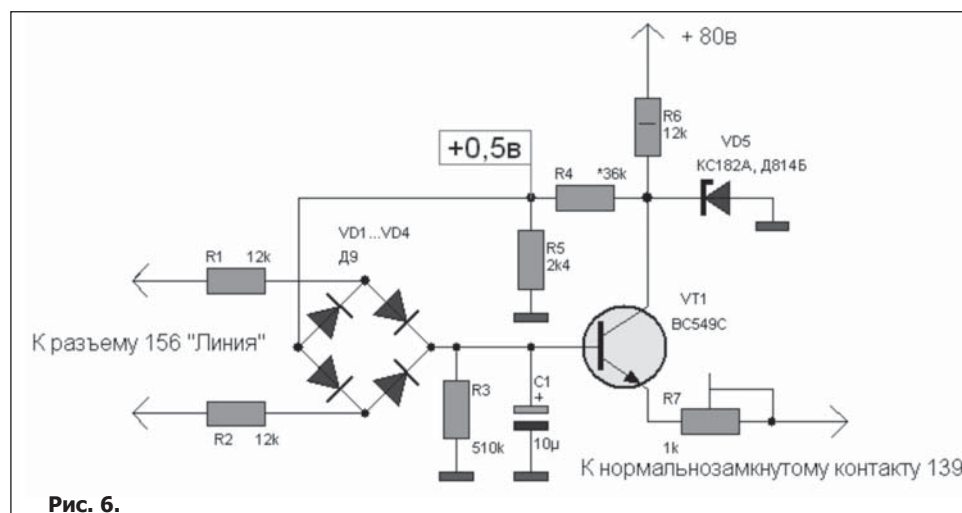 + 80в
R6
12k
VD5
КС182А, Д814Б
+0,5в
R4 *36k
VD1...VD4
Д9
R5
2k4
R1 12k
VT1
BC549C
К разъему 156 "Линия"
R3
510k
C1
+
10μ
R7
1k
R2 12k
К нормальнозамкнутому контакту 139
Рис. 6.